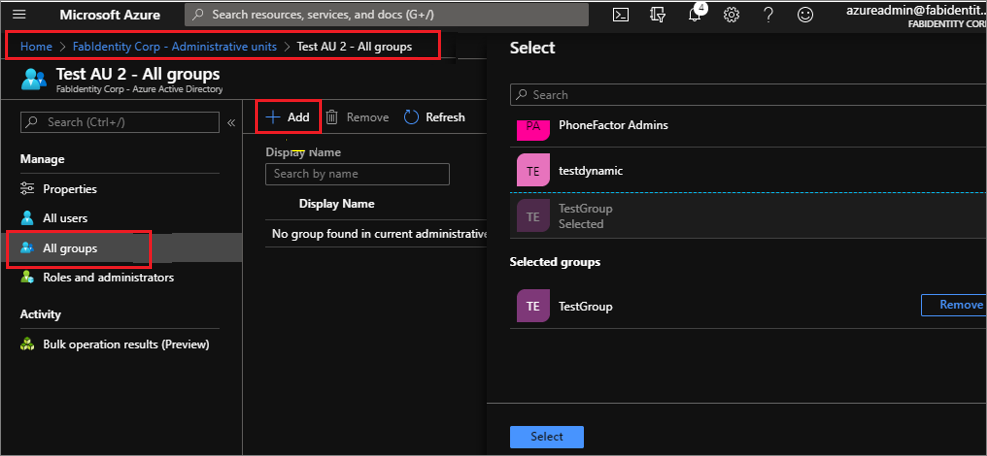 Microsoft Azure
Search resources, services, and docs (G+/)
4
azureadmin@fabidentit...
FABIDENTITY CORP
Home > FabIdentity Corp - Administrative units > Test AU 2 - All groups
Test AU 2 - All groups
FabIdentity Corp - Azure Active Directory
Search (Ctrl+/)
«
Manage
Properties
All users
All groups
Roles and administrators
Activity
Bulk operation results (Preview)
+ Add
Remove
Refresh
Display Name
Search by name
Display Name
No group found in current administrative
Select
Search
PA
PhoneFactor Admins
TE
testdynamic
TE
TestGroup
Selected
Selected groups
TE
TestGroup
Remove
Select